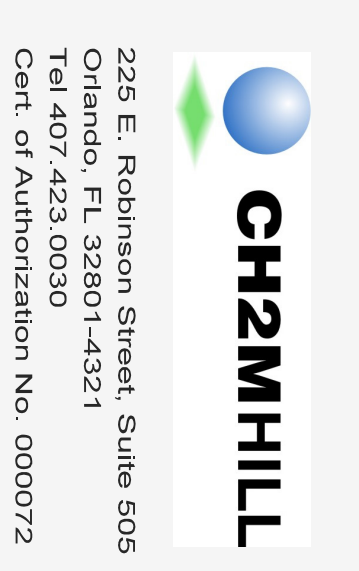 CH2MHILL
225 E. Robinson Street, Suite 505
Orlando, FL 32801-4321
Tel 407.423.0030
Cert. of Authorization No. 000072